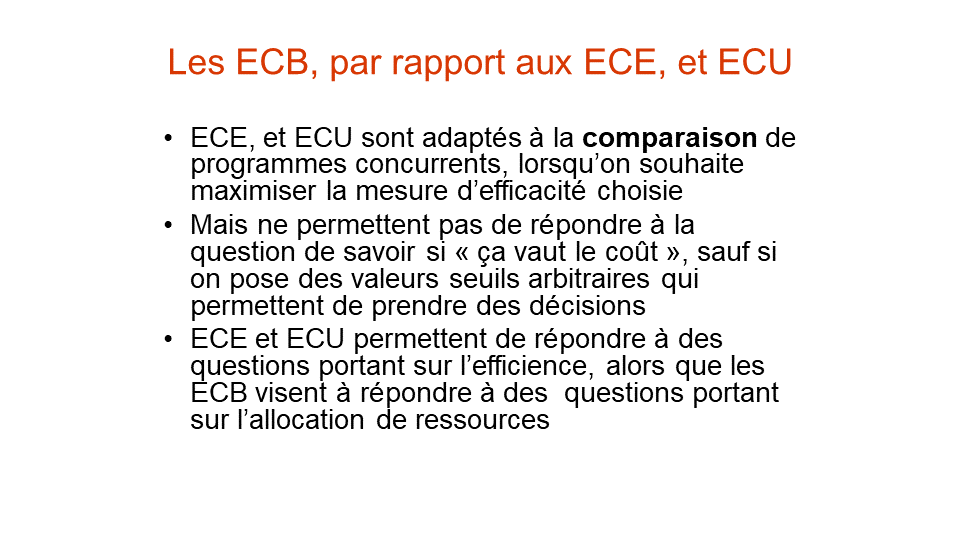 Les ECB, par rapport aux ECE, et ECU
• ECE, et ECU sont adaptés à la comparaison de
programmes concurrents, lorsqu’on souhaite
maximiser la mesure d’efficacité choisie
• Mais ne permettent pas de répondre à la
question de savoir si « ça vaut le coût », sauf si
on pose des valeurs seuils arbitraires qui
permettent de prendre des décisions
• ECE et ECU permettent de répondre à des
questions portant sur l’efficience, alors que les
ECB visent à répondre à des  questions portant
sur l’allocation de ressources